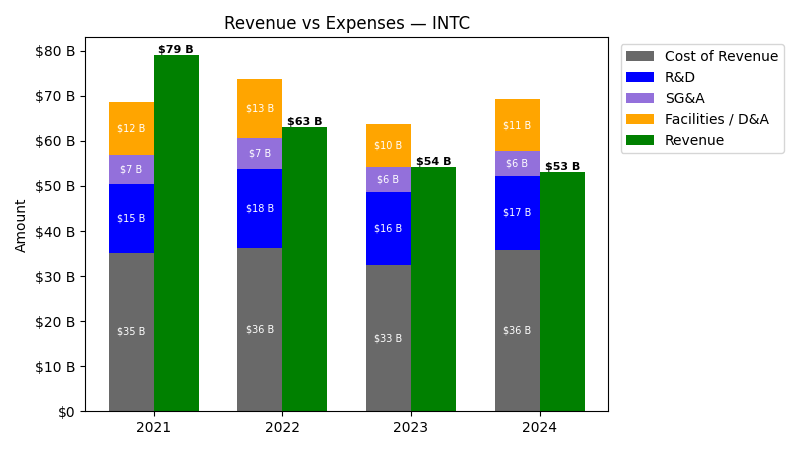 Revenue vs Expenses — INTC
Amount
$80 B
$70 B
$60 B
$50 B
$40 B
$30 B
$20 B
$10 B
$0
$12 B
$7 B
$15 B
$35 B
$79 B
$13 B
$7 B
$18 B
$36 B
$63 B
$10 B
$6 B
$16 B
$33 B
$54 B
$11 B
$6 B
$17 B
$36 B
$53 B
2021
2022
2023
2024
Cost of Revenue
R&D
SG&A
Facilities / D&A
Revenue